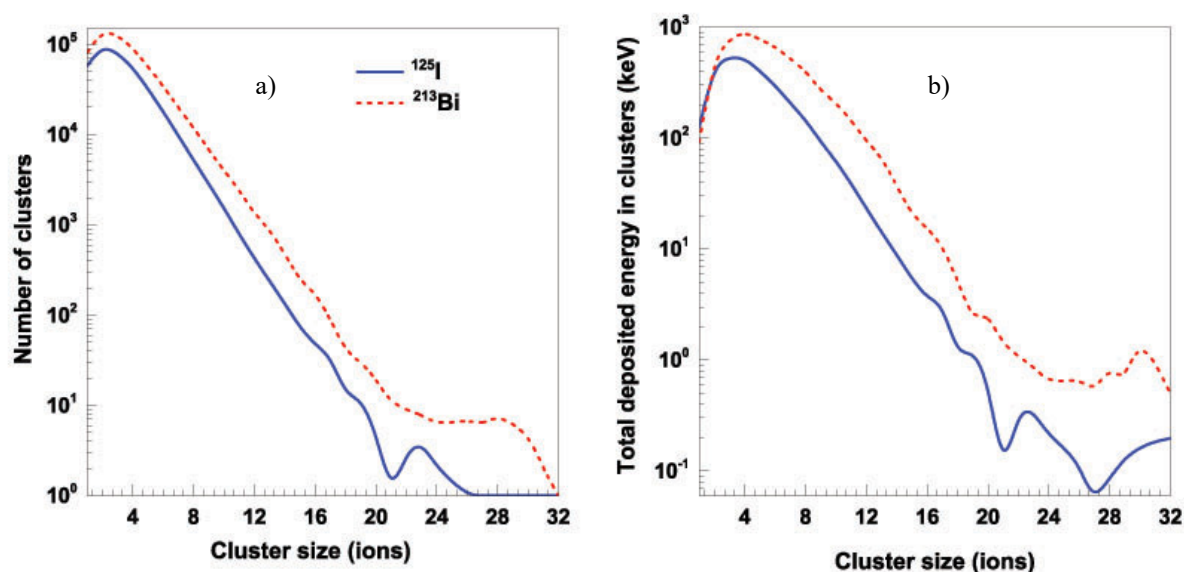 a)
¹²⁵I
²¹³Bi
10⁵
10⁴
10³
10²
10¹
10⁰
Number of clusters
4 8 12 16 20 24 28 32
Cluster size (ions)
b)
10³
10²
10¹
10⁰
10⁻¹
Total deposited energy in clusters (keV)
4 8 12 16 20 24 28 32
Cluster size (ions)